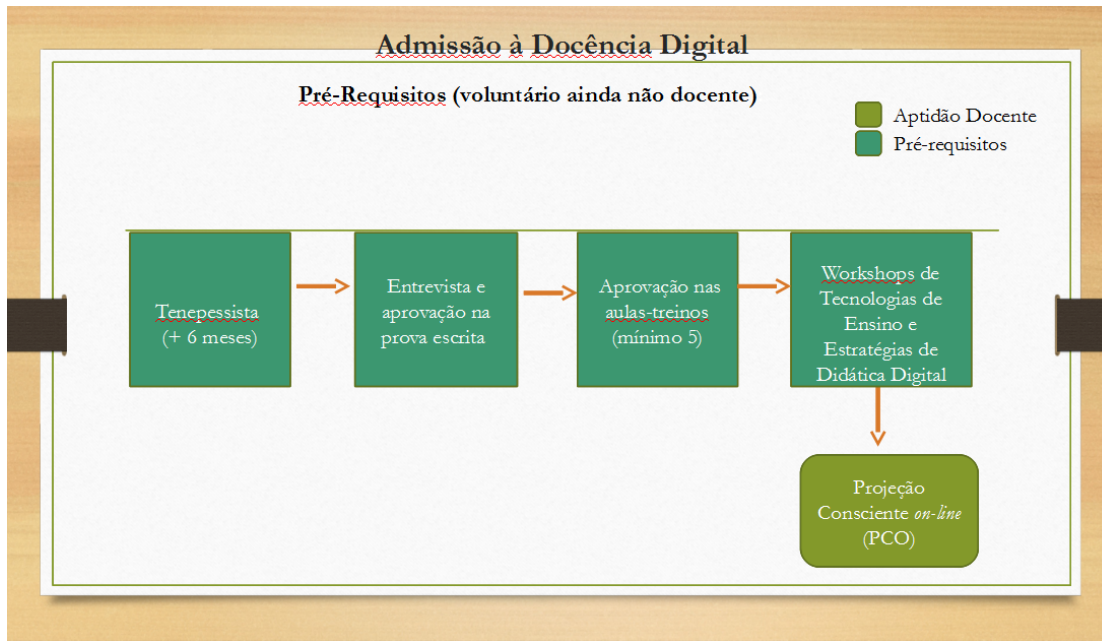 Admissão à Docência Digital
Pré-Requisitos (voluntário ainda não docente)
Aptidão Docente
Pré-requisitos
Tenepessista
(+ 6 meses)
Entrevista e
aprovação na
prova escrita
Aprovação nas
aulas-treinos
(mínimo 5)
Workshops de
Tecnologias de
Ensino e
Estratégias de
Didática Digital
Projeção
Consciente on-line
(PCO)